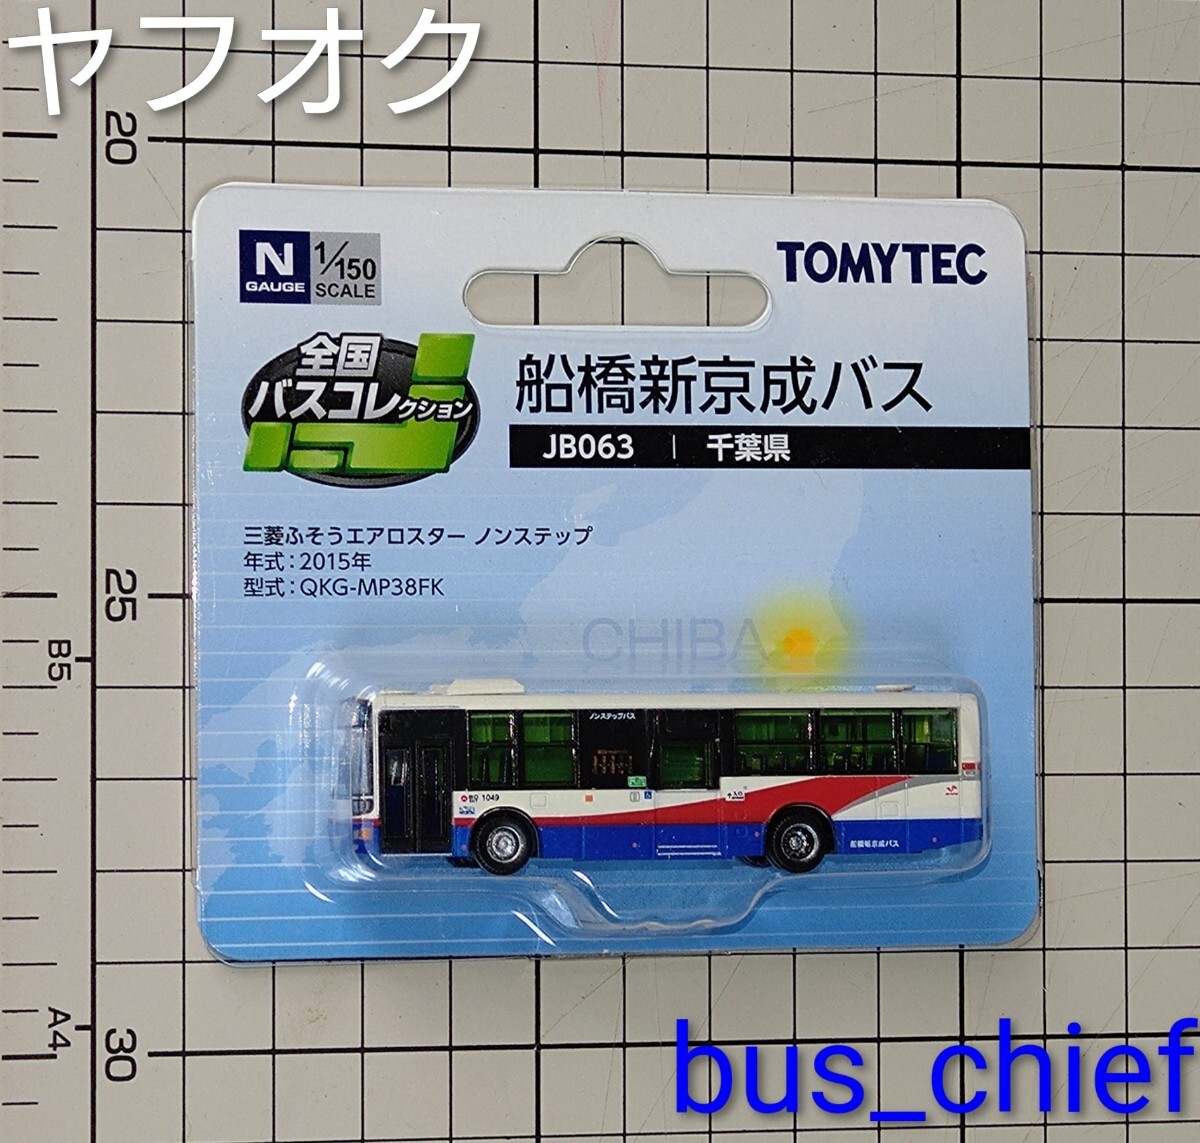 ヤフオク
20
N
GAUGE
1/150
SCALE
TOMYTEC
全国
バスコレクション
船橋新京成バス
JB063 | 千葉県
三菱ふそうエアロスター ノンステップ
年式:2015年
型式:QKG-MP38FK
25
CHIBA
B5
ノンステップバス
1049
入口
船橋新京成バス
A4
30
bus_chief